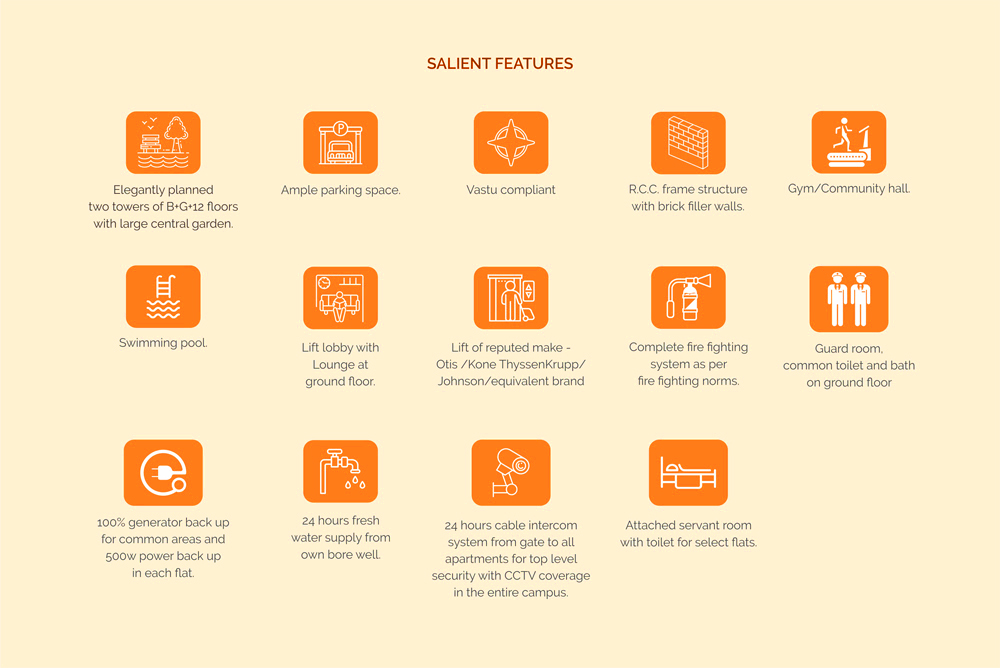 SALIENT FEATURES
P
Elegantly planned
two towers of B+G+12 floors
with large central garden.
Ample parking space.
Vastu compliant
R.C.C. frame structure
with brick filler walls.
Gym/Community hall.
Swimming pool.
Lift lobby with
Lounge at
ground floor.
Lift of reputed make -
Otis /Kone ThyssenKrupp/
Johnson/equivalent brand
Complete fire fighting
system as per
fire fighting norms.
Guard room,
common toilet and bath
on ground floor
100% generator back up
for common areas and
500w power back up
in each flat.
24 hours fresh
water supply from
own bore well.
24 hours cable intercom
system from gate to all
apartments for top level
security with CCTV coverage
in the entire campus.
Attached servant room
with toilet for select flats.